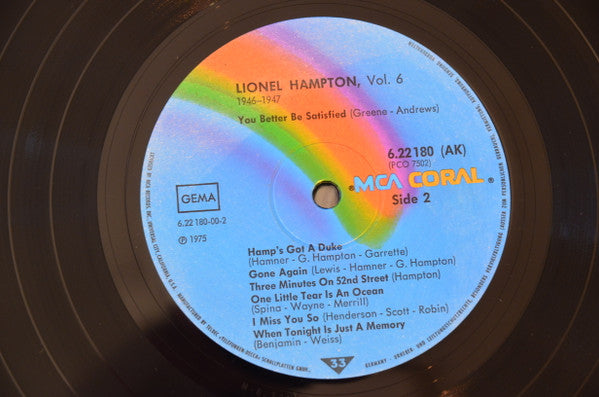 LIONEL HAMPTON, Vol. 6
1946-1947
You Better Be Satisfied (Greene - Andrews)
6.22180 (AK)
(PCO 7502)
MCA CORAL
Side 2
GEMA
6.22 180-00-2
℗ 1975
Hamp's Got A Duke
(Hamner - G. Hampton - Garrette)
Gone Again (Lewis - Hamner - G. Hampton)
Three Minutes On 52nd Street (Hampton)
One Little Tear Is An Ocean
(Spina - Wayne - Merrill)
I Miss You So (Henderson - Scott - Robin)
When Tonight Is Just A Memory
(Benjamin - Weiss)
33